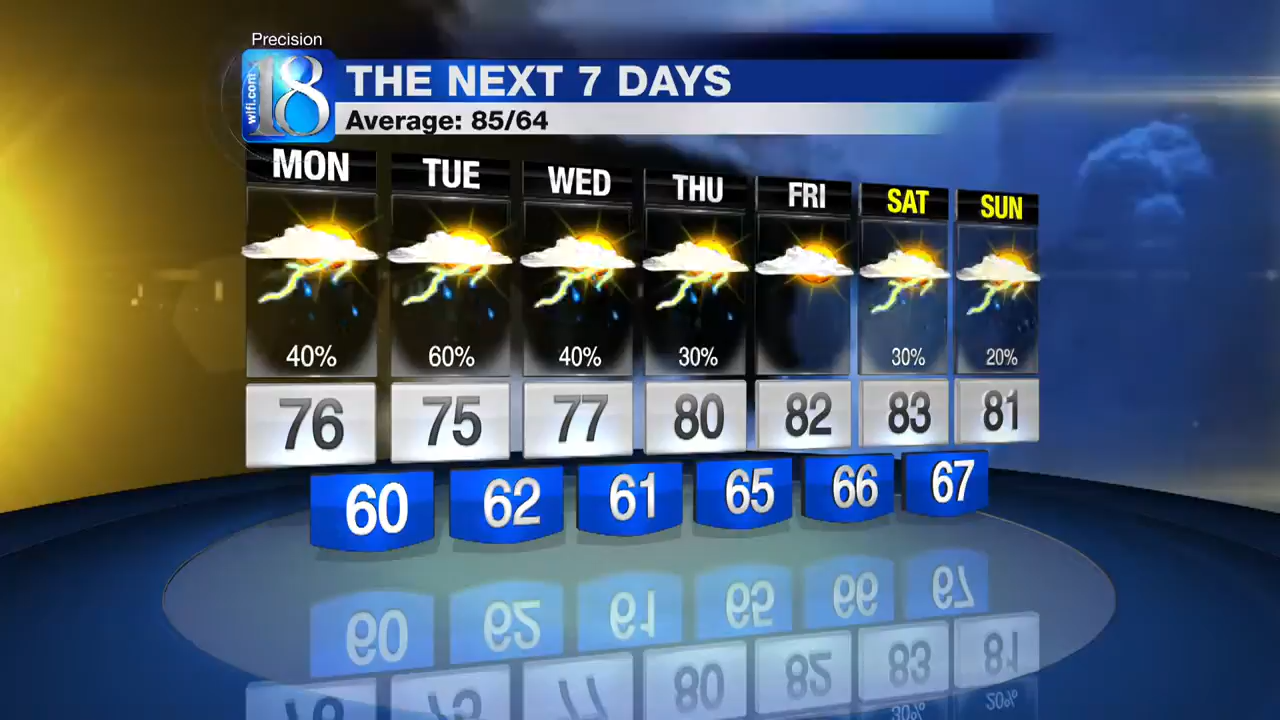 Precision
wlfi.com
18
THE NEXT 7 DAYS
Average: 85/64
MON TUE WED THU FRI SAT SUN
40% 60% 40% 30% 30% 20%
76 75 77 80 82 83 81
60 62 61 65 66 67